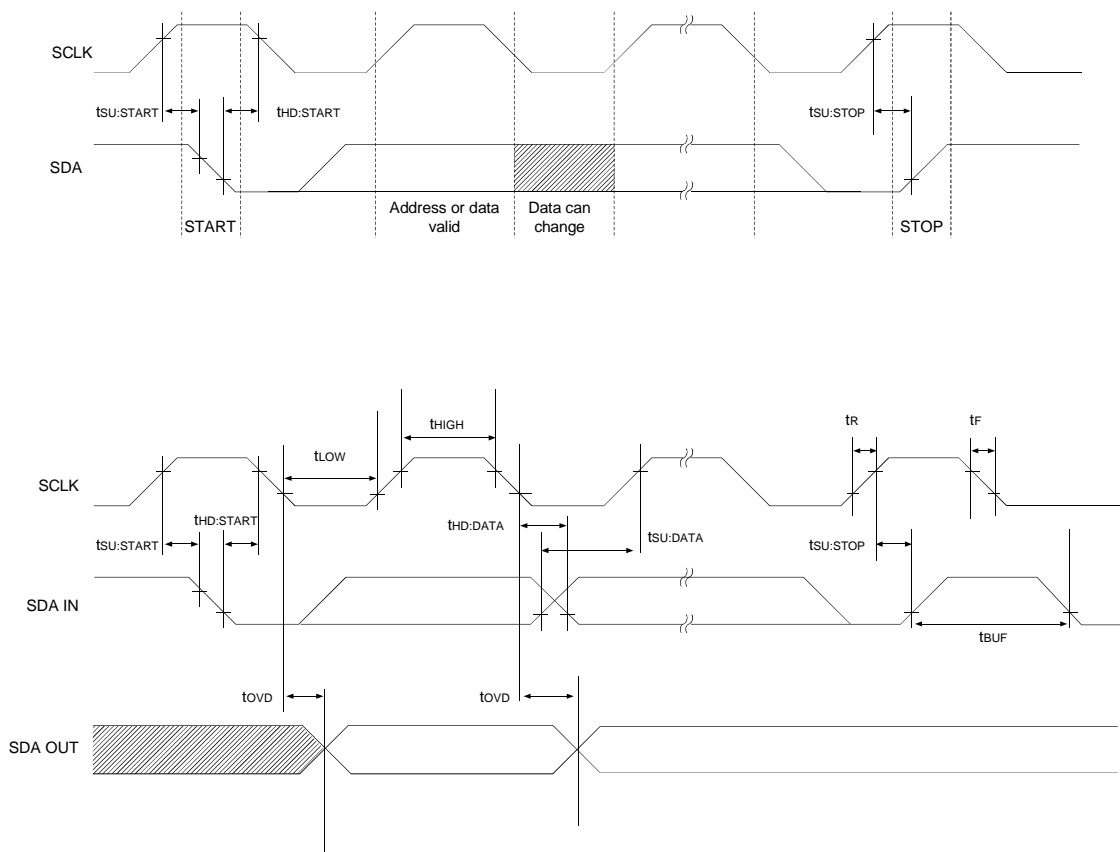 SCLK
tSU:START
tHD:START
tSU:STOP
SDA
Address or data
valid
Data can
change
START
STOP
tHIGH
tR
tF
tLOW
SCLK
tHD:START
tHD:DATA
tSU:START
tSU:DATA
tSU:STOP
SDA IN
tBUF
tOVD
tOVD
SDA OUT